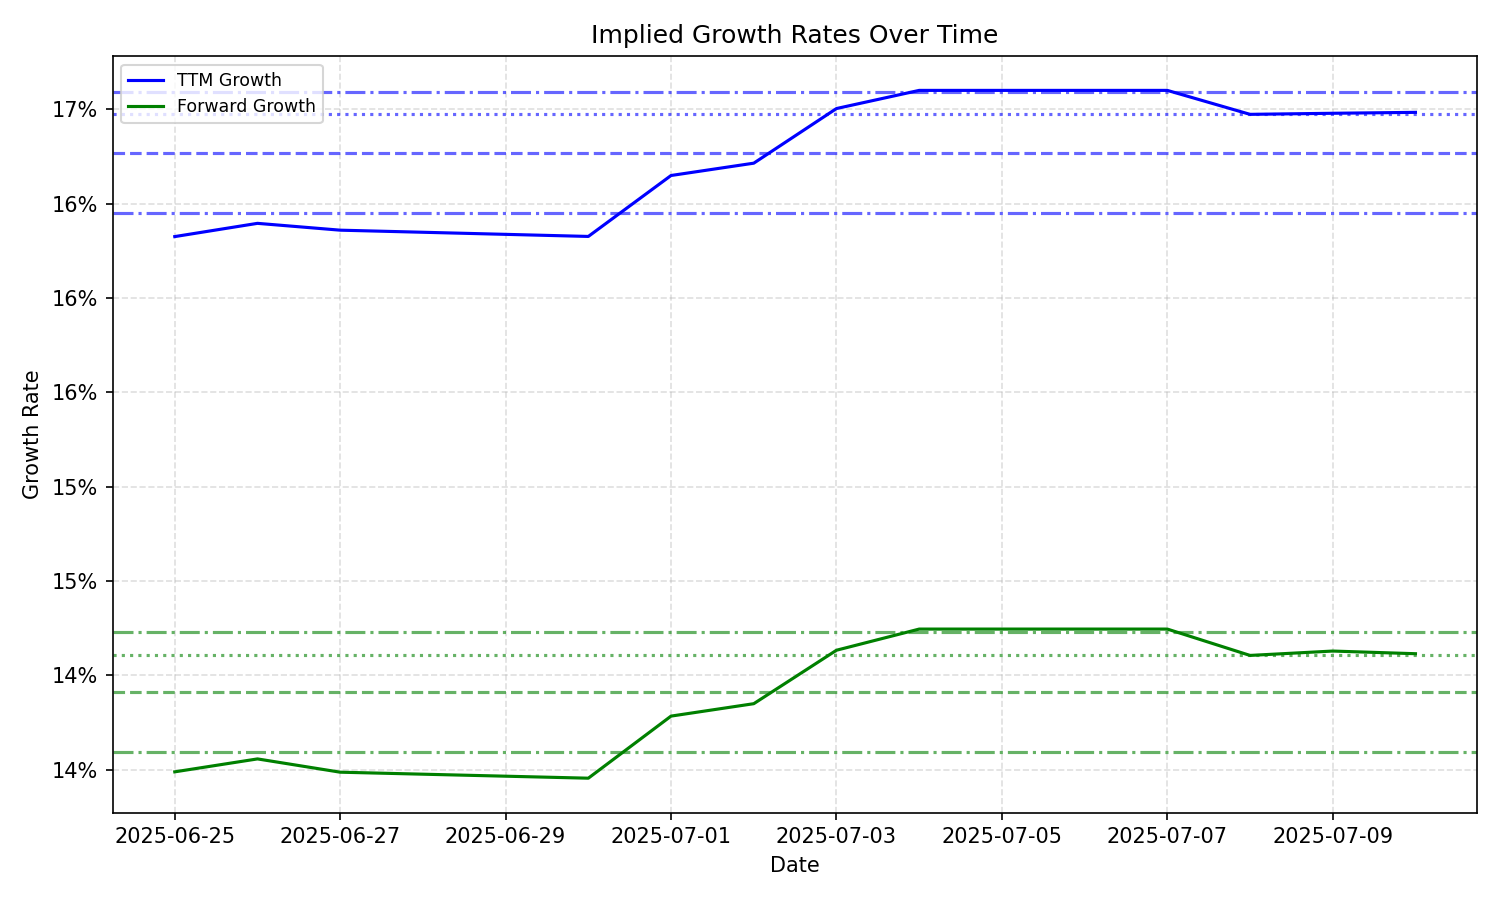 Implied Growth Rates Over Time
TTM Growth
Forward Growth
17%
16%
16%
16%
15%
15%
14%
14%
Growth Rate
2025-06-25 2025-06-27 2025-06-29 2025-07-01 2025-07-03 2025-07-05 2025-07-07 2025-07-09
Date